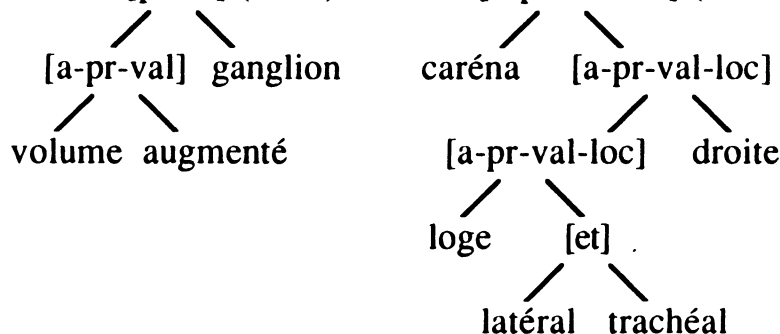 [a-pr-val] ganglion caréna [a-pr-val-loc]
volume augmenté [a-pr-val-loc] droite
loge [et]
latéral trachéal